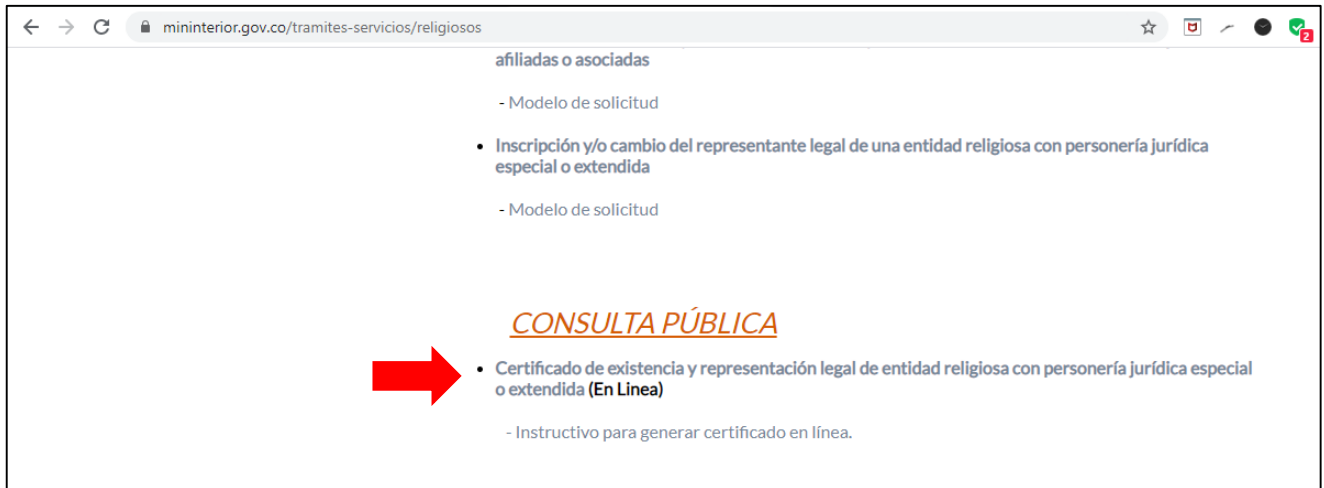 mininterior.gov.co/tramites-servicios/religiosos
2
afiliadas o asociadas
- Modelo de solicitud
• Inscripción y/o cambio del representante legal de una entidad religiosa con personería jurídica
especial o extendida
- Modelo de solicitud
CONSULTA PÚBLICA
• Certificado de existencia y representación legal de entidad religiosa con personería jurídica especial
o extendida (En Linea)
- Instructivo para generar certificado en línea.